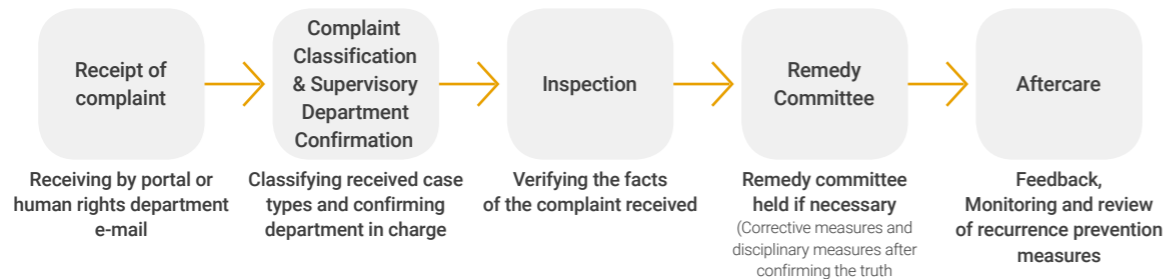 Receipt of
complaint
Complaint
Classification
& Supervisory
Department
Confirmation
Inspection
Remedy
Committee
Aftercare
Receiving by portal or
human rights department
e-mail
Classifying received case
types and confirming
department in charge
Verifying the facts
of the complaint received
Remedy committee
held if necessary
(Corrective measures and
disciplinary measures after
confirming the truth
Feedback,
Monitoring and review
of recurrence prevention
measures